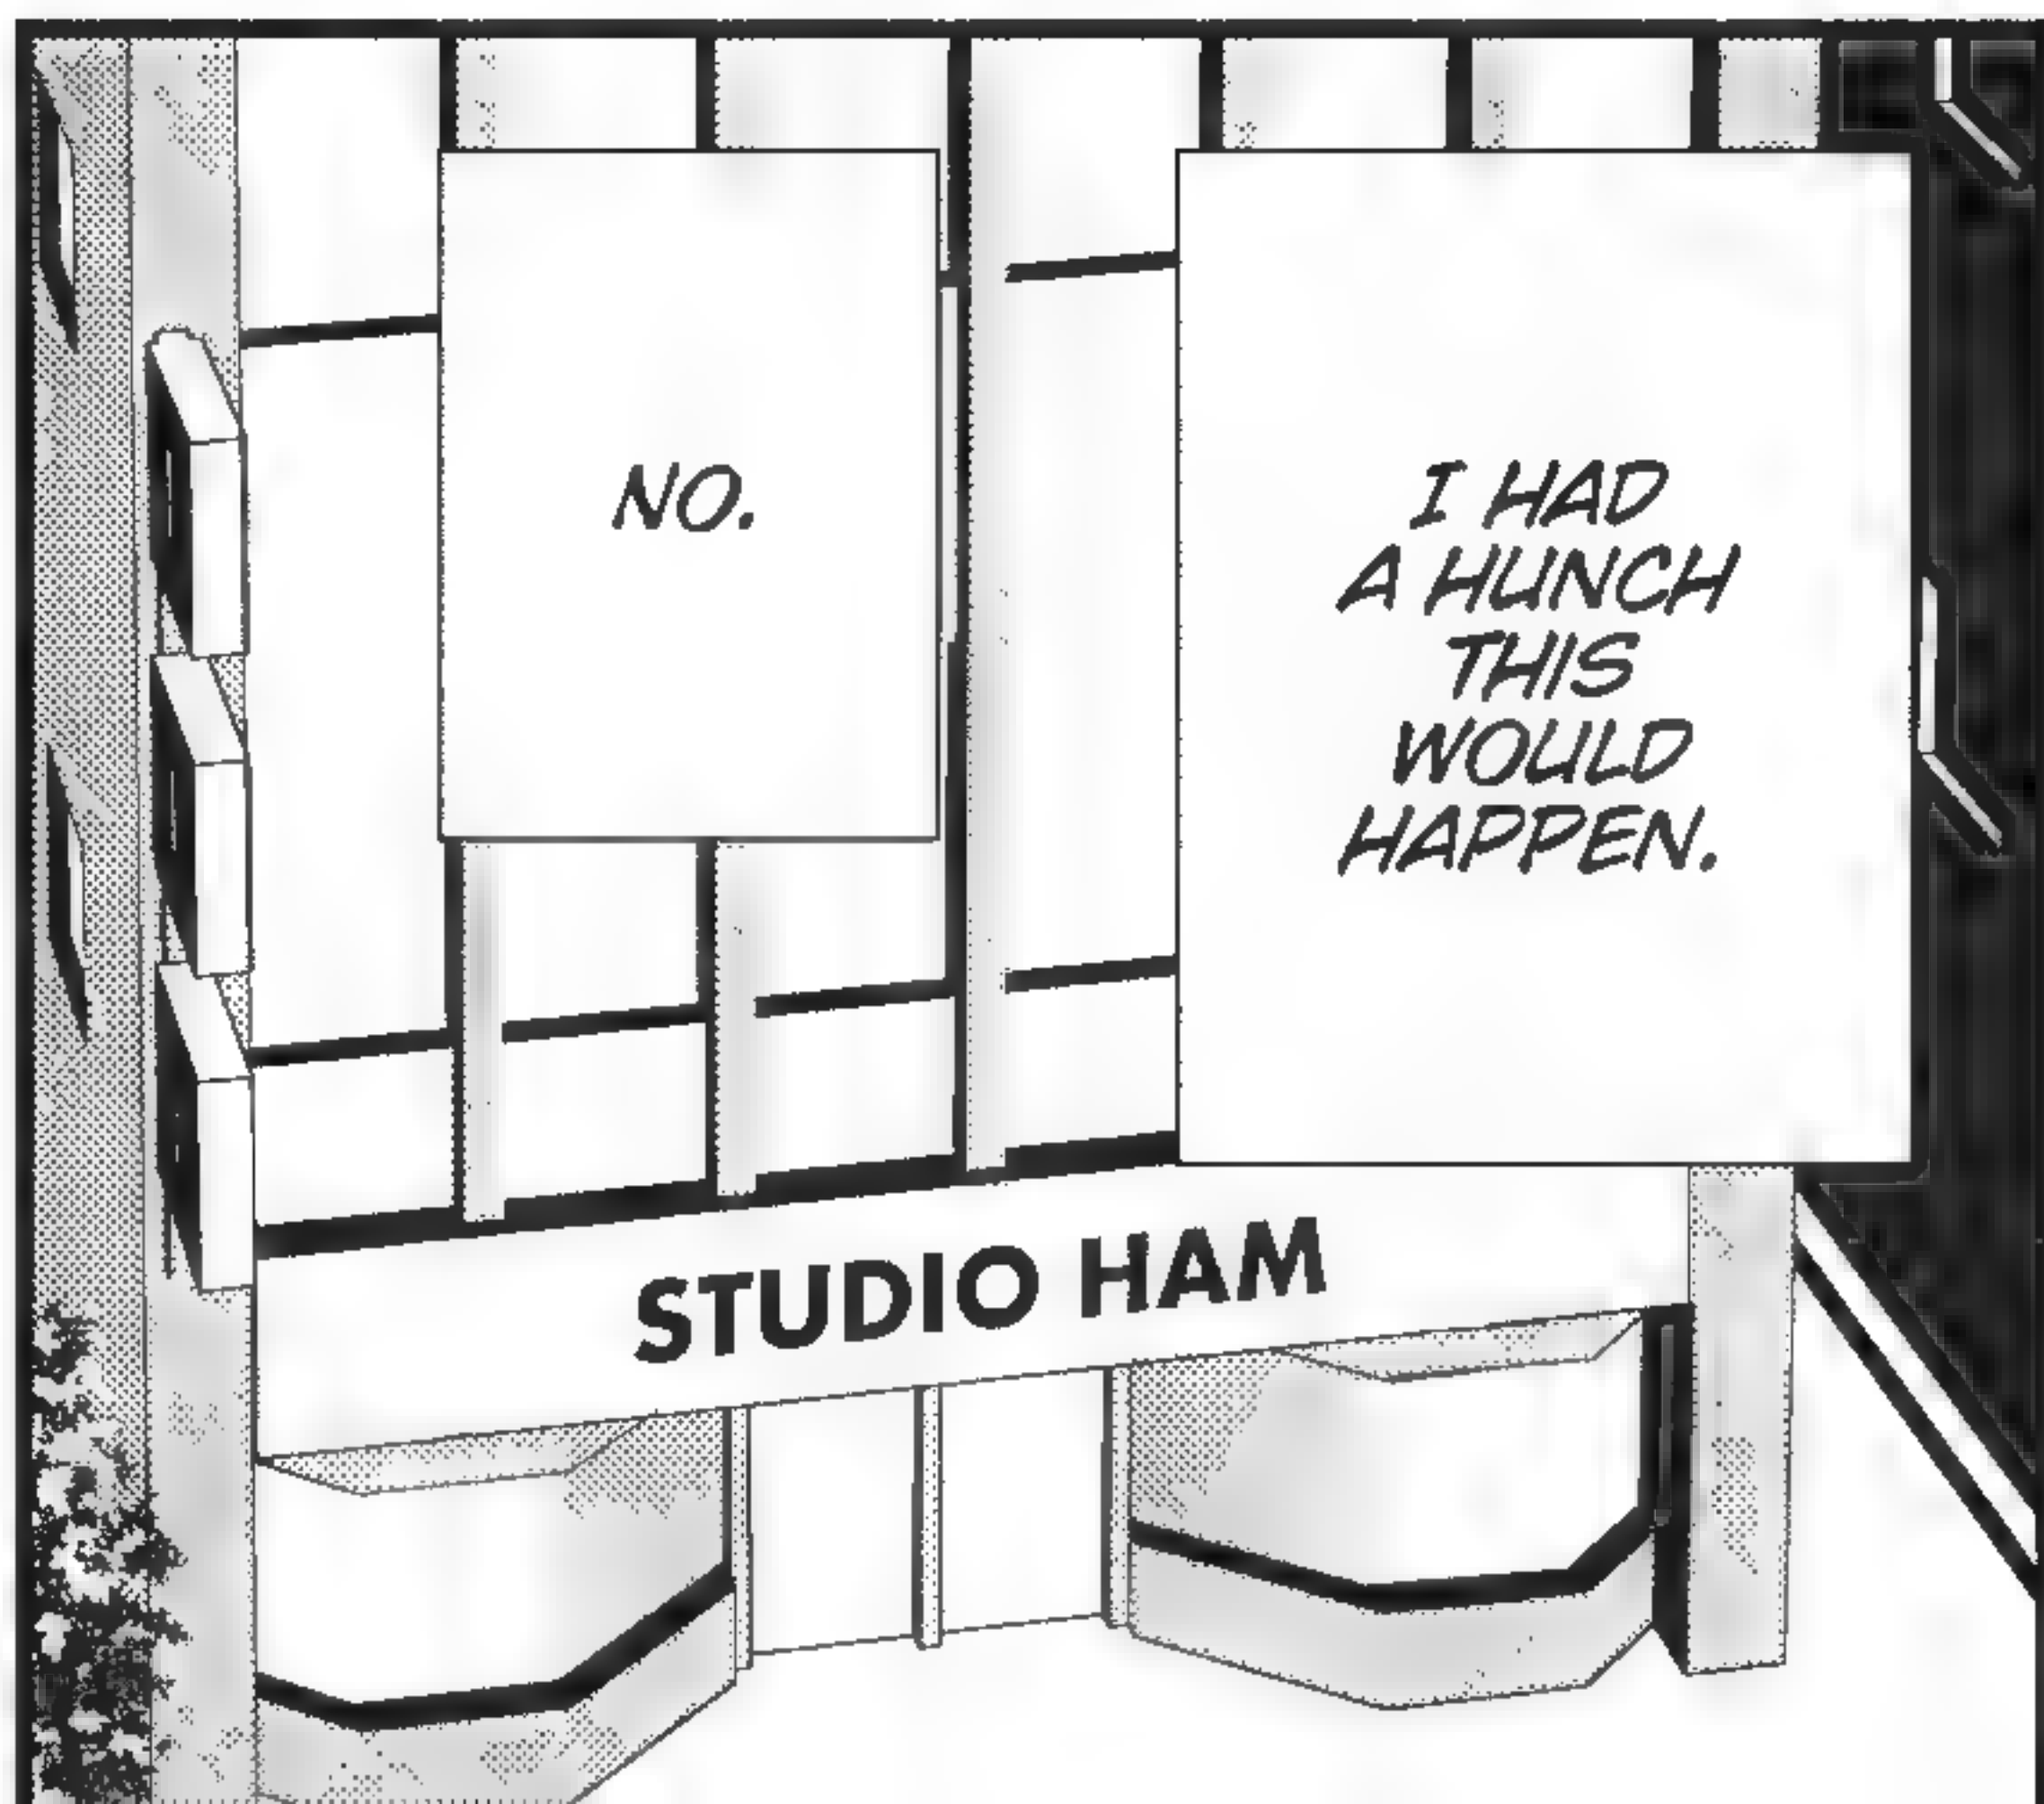 I HAD
A HUNCH
THIS
WOULD
HAPPEN.
NO.
STUDIO HAM